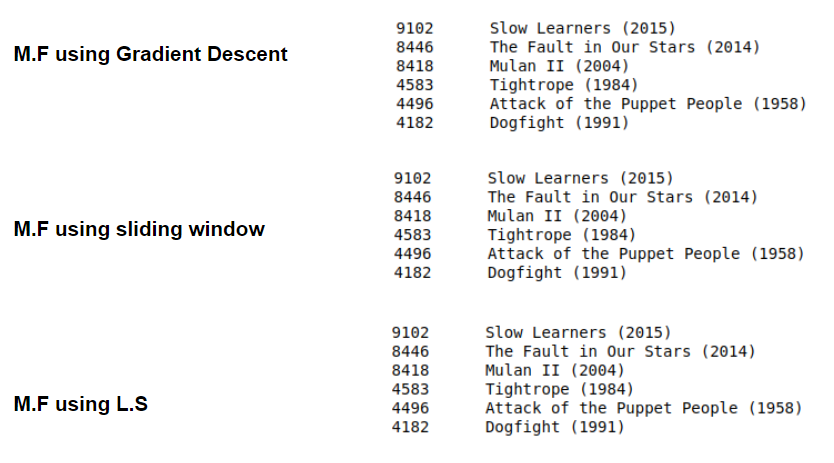 M.F using Gradient Descent
9102 Slow Learners (2015)
8446 The Fault in Our Stars (2014)
8418 Mulan II (2004)
4583 Tightrope (1984)
4496 Attack of the Puppet People (1958)
4182 Dogfight (1991)
M.F using sliding window
9102 Slow Learners (2015)
8446 The Fault in Our Stars (2014)
8418 Mulan II (2004)
4583 Tightrope (1984)
4496 Attack of the Puppet People (1958)
4182 Dogfight (1991)
M.F using L.S
9102 Slow Learners (2015)
8446 The Fault in Our Stars (2014)
8418 Mulan II (2004)
4583 Tightrope (1984)
4496 Attack of the Puppet People (1958)
4182 Dogfight (1991)